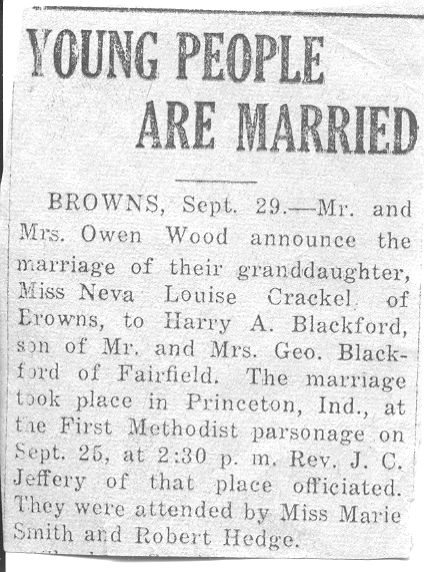 YOUNG PEOPLE
ARE MARRIED
BROWNS, Sept. 29.—Mr. and
Mrs. Owen Wood announce the
marriage of their granddaughter,
Miss Neva Louise Crackel of
Browns, to Harry A. Blackford,
son of Mr. and Mrs. Geo. Black-
ford of Fairfield. The marriage
took place in Princeton, Ind., at
the First Methodist parsonage on
Sept. 25, at 2:30 p. m. Rev. J. C.
Jeffery of that place officiated.
They were attended by Miss Marie
Smith and Robert Hedge.